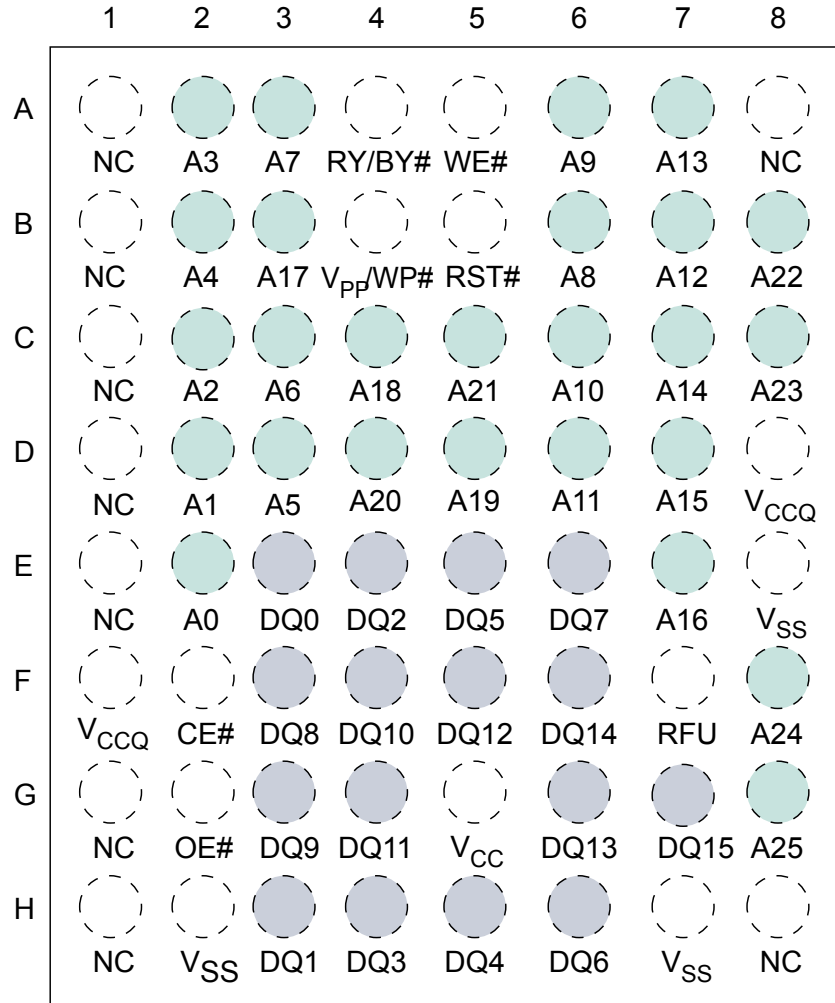 1 2 3 4 5 6 7 8
A
NC A3 A7 RY/BY# WE# A9 A13 NC
B
NC A4 A17 VPP/WP# RST# A8 A12 A22
C
NC A2 A6 A18 A21 A10 A14 A23
D
NC A1 A5 A20 A19 A11 A15 VCCQ
E
NC A0 DQ0 DQ2 DQ5 DQ7 A16 VSS
F
VCCQ CE# DQ8 DQ10 DQ12 DQ14 RFU A24
G
NC OE# DQ9 DQ11 VCC DQ13 DQ15 A25
H
NC VSS DQ1 DQ3 DQ4 DQ6 VSS NC